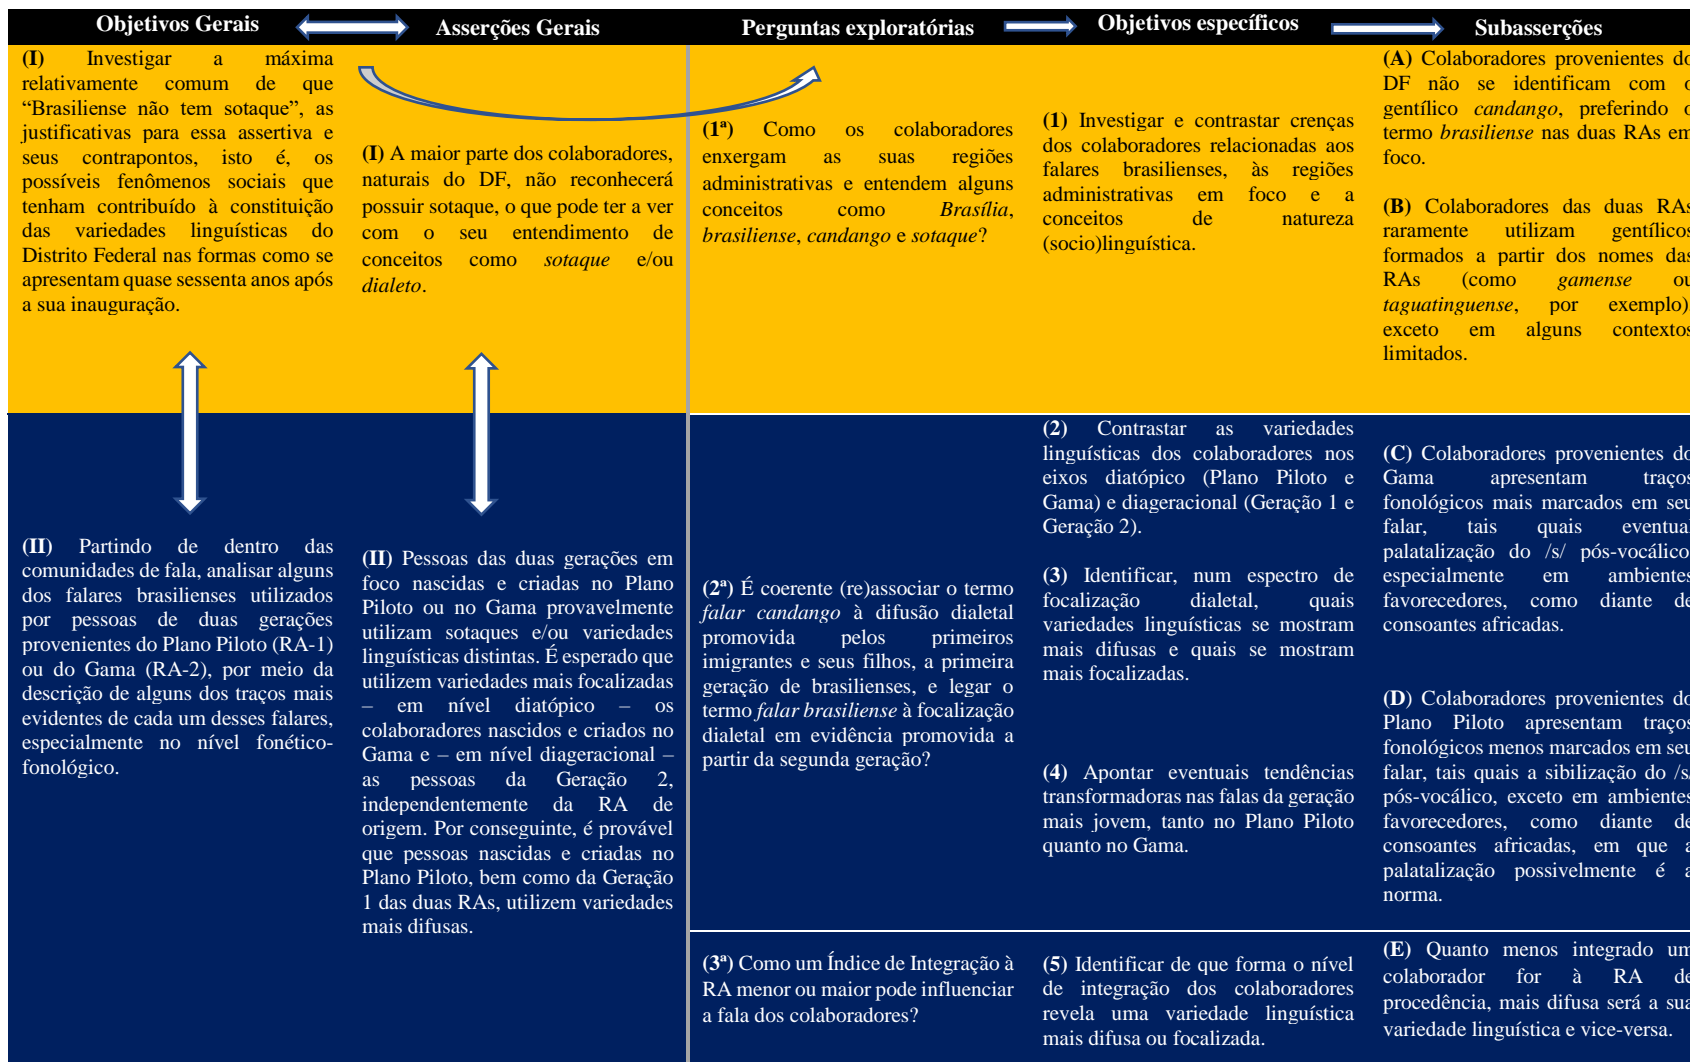 Objetivos Gerais
Asserções Gerais
Perguntas exploratórias
Objetivos específicos
Subasserções
(I) Investigar a máxima
relativamente comum de que
“Brasiliense não tem sotaque”, as
justificativas para essa assertiva e
seus contrapontos, isto é, os
possíveis fenômenos sociais que
tenham contribuído à constituição
das variedades linguísticas do
Distrito Federal nas formas como se
apresentam quase sessenta anos após
a sua inauguração.
(I) A maior parte dos colaboradores,
naturais do DF, não reconhecerá
possuir sotaque, o que pode ter a ver
com o seu entendimento de
conceitos como sotaque e/ou
dialeto.
(1ª) Como os colaboradores
enxergam as suas regiões
administrativas e entendem alguns
conceitos como Brasília,
brasiliense, candango e sotaque?
(1) Investigar e contrastar crenças
dos colaboradores relacionadas aos
falares brasilienses, às regiões
administrativas em foco e a
conceitos de natureza
(socio)linguística.
(A) Colaboradores provenientes do
DF não se identificam com o
gentílico candango, preferindo o
termo brasiliense nas duas RAs em
foco.
(B) Colaboradores das duas RAs
raramente utilizam gentílicos
formados a partir dos nomes das
RAs (como gamense ou
taguatinguense, por exemplo)
exceto em alguns contextos
limitados.
(II) Partindo de dentro das
comunidades de fala, analisar alguns
dos falares brasilienses utilizados
por pessoas de duas gerações
provenientes do Plano Piloto (RA-1)
ou do Gama (RA-2), por meio da
descrição de alguns dos traços mais
evidentes de cada um desses falares,
especialmente no nível fonético-
fonológico.
(II) Pessoas das duas gerações em
foco nascidas e criadas no Plano
Piloto ou no Gama provavelmente
utilizam sotaques e/ou variedades
linguísticas distintas. É esperado que
utilizem variedades mais focalizadas
– em nível diatópico – os
colaboradores nascidos e criados no
Gama e – em nível diageracional –
as pessoas da Geração 2,
independentemente da RA de
origem. Por conseguinte, é provável
que pessoas nascidas e criadas no
Plano Piloto, bem como da Geração
1 das duas RAs, utilizem variedades
mais difusas.
(2ª) É coerente (re)associar o termo
falar candango à difusão dialetal
promovida pelos primeiros
imigrantes e seus filhos, a primeira
geração de brasilienses, e legar o
termo falar brasiliense à focalização
dialetal em evidência promovida a
partir da segunda geração?
(2) Contrastar as variedades
linguísticas dos colaboradores nos
eixos diatópico (Plano Piloto e
Gama) e diageracional (Geração 1 e
Geração 2).
(3) Identificar, num espectro de
focalização dialetal, quais
variedades linguísticas se mostram
mais difusas e quais se mostram
mais focalizadas.
(4) Apontar eventuais tendências
transformadoras nas falas da geração
mais jovem, tanto no Plano Piloto
quanto no Gama.
(C) Colaboradores provenientes do
Gama apresentam traços
fonológicos mais marcados em seu
falar, tais quais eventual
palatalização do /s/ pós-vocálico
especialmente em ambientes
favorecedores, como diante de
consoantes africadas.
(D) Colaboradores provenientes do
Plano Piloto apresentam traços
fonológicos menos marcados em seu
falar, tais quais a sibilização do /s/
pós-vocálico, exceto em ambientes
favorecedores, como diante de
consoantes africadas, em que a
palatalização possivelmente é a
norma.
(3ª) Como um Índice de Integração à
RA menor ou maior pode influenciar
a fala dos colaboradores?
(5) Identificar de que forma o nível
de integração dos colaboradores
revela uma variedade linguística
mais difusa ou focalizada.
(E) Quanto menos integrado um
colaborador for à RA de
procedência, mais difusa será a sua
variedade linguística e vice-versa.